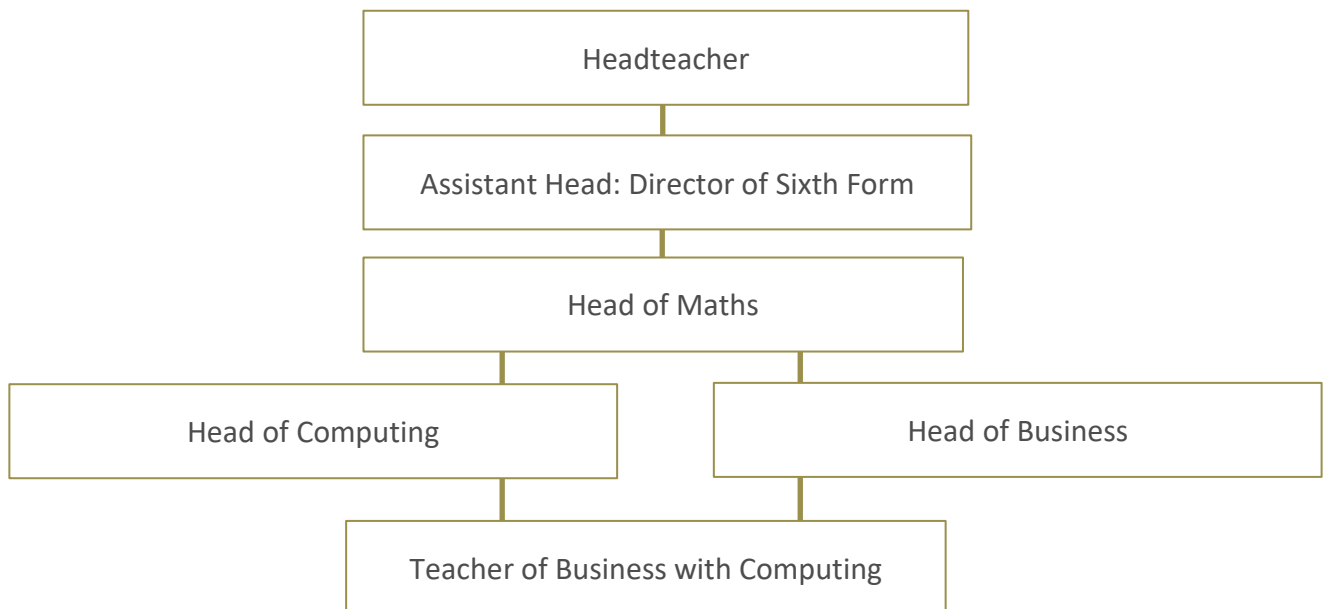 Headteacher
Assistant Head: Director of Sixth Form
Head of Maths
Head of Computing
Head of Business
Teacher of Business with Computing